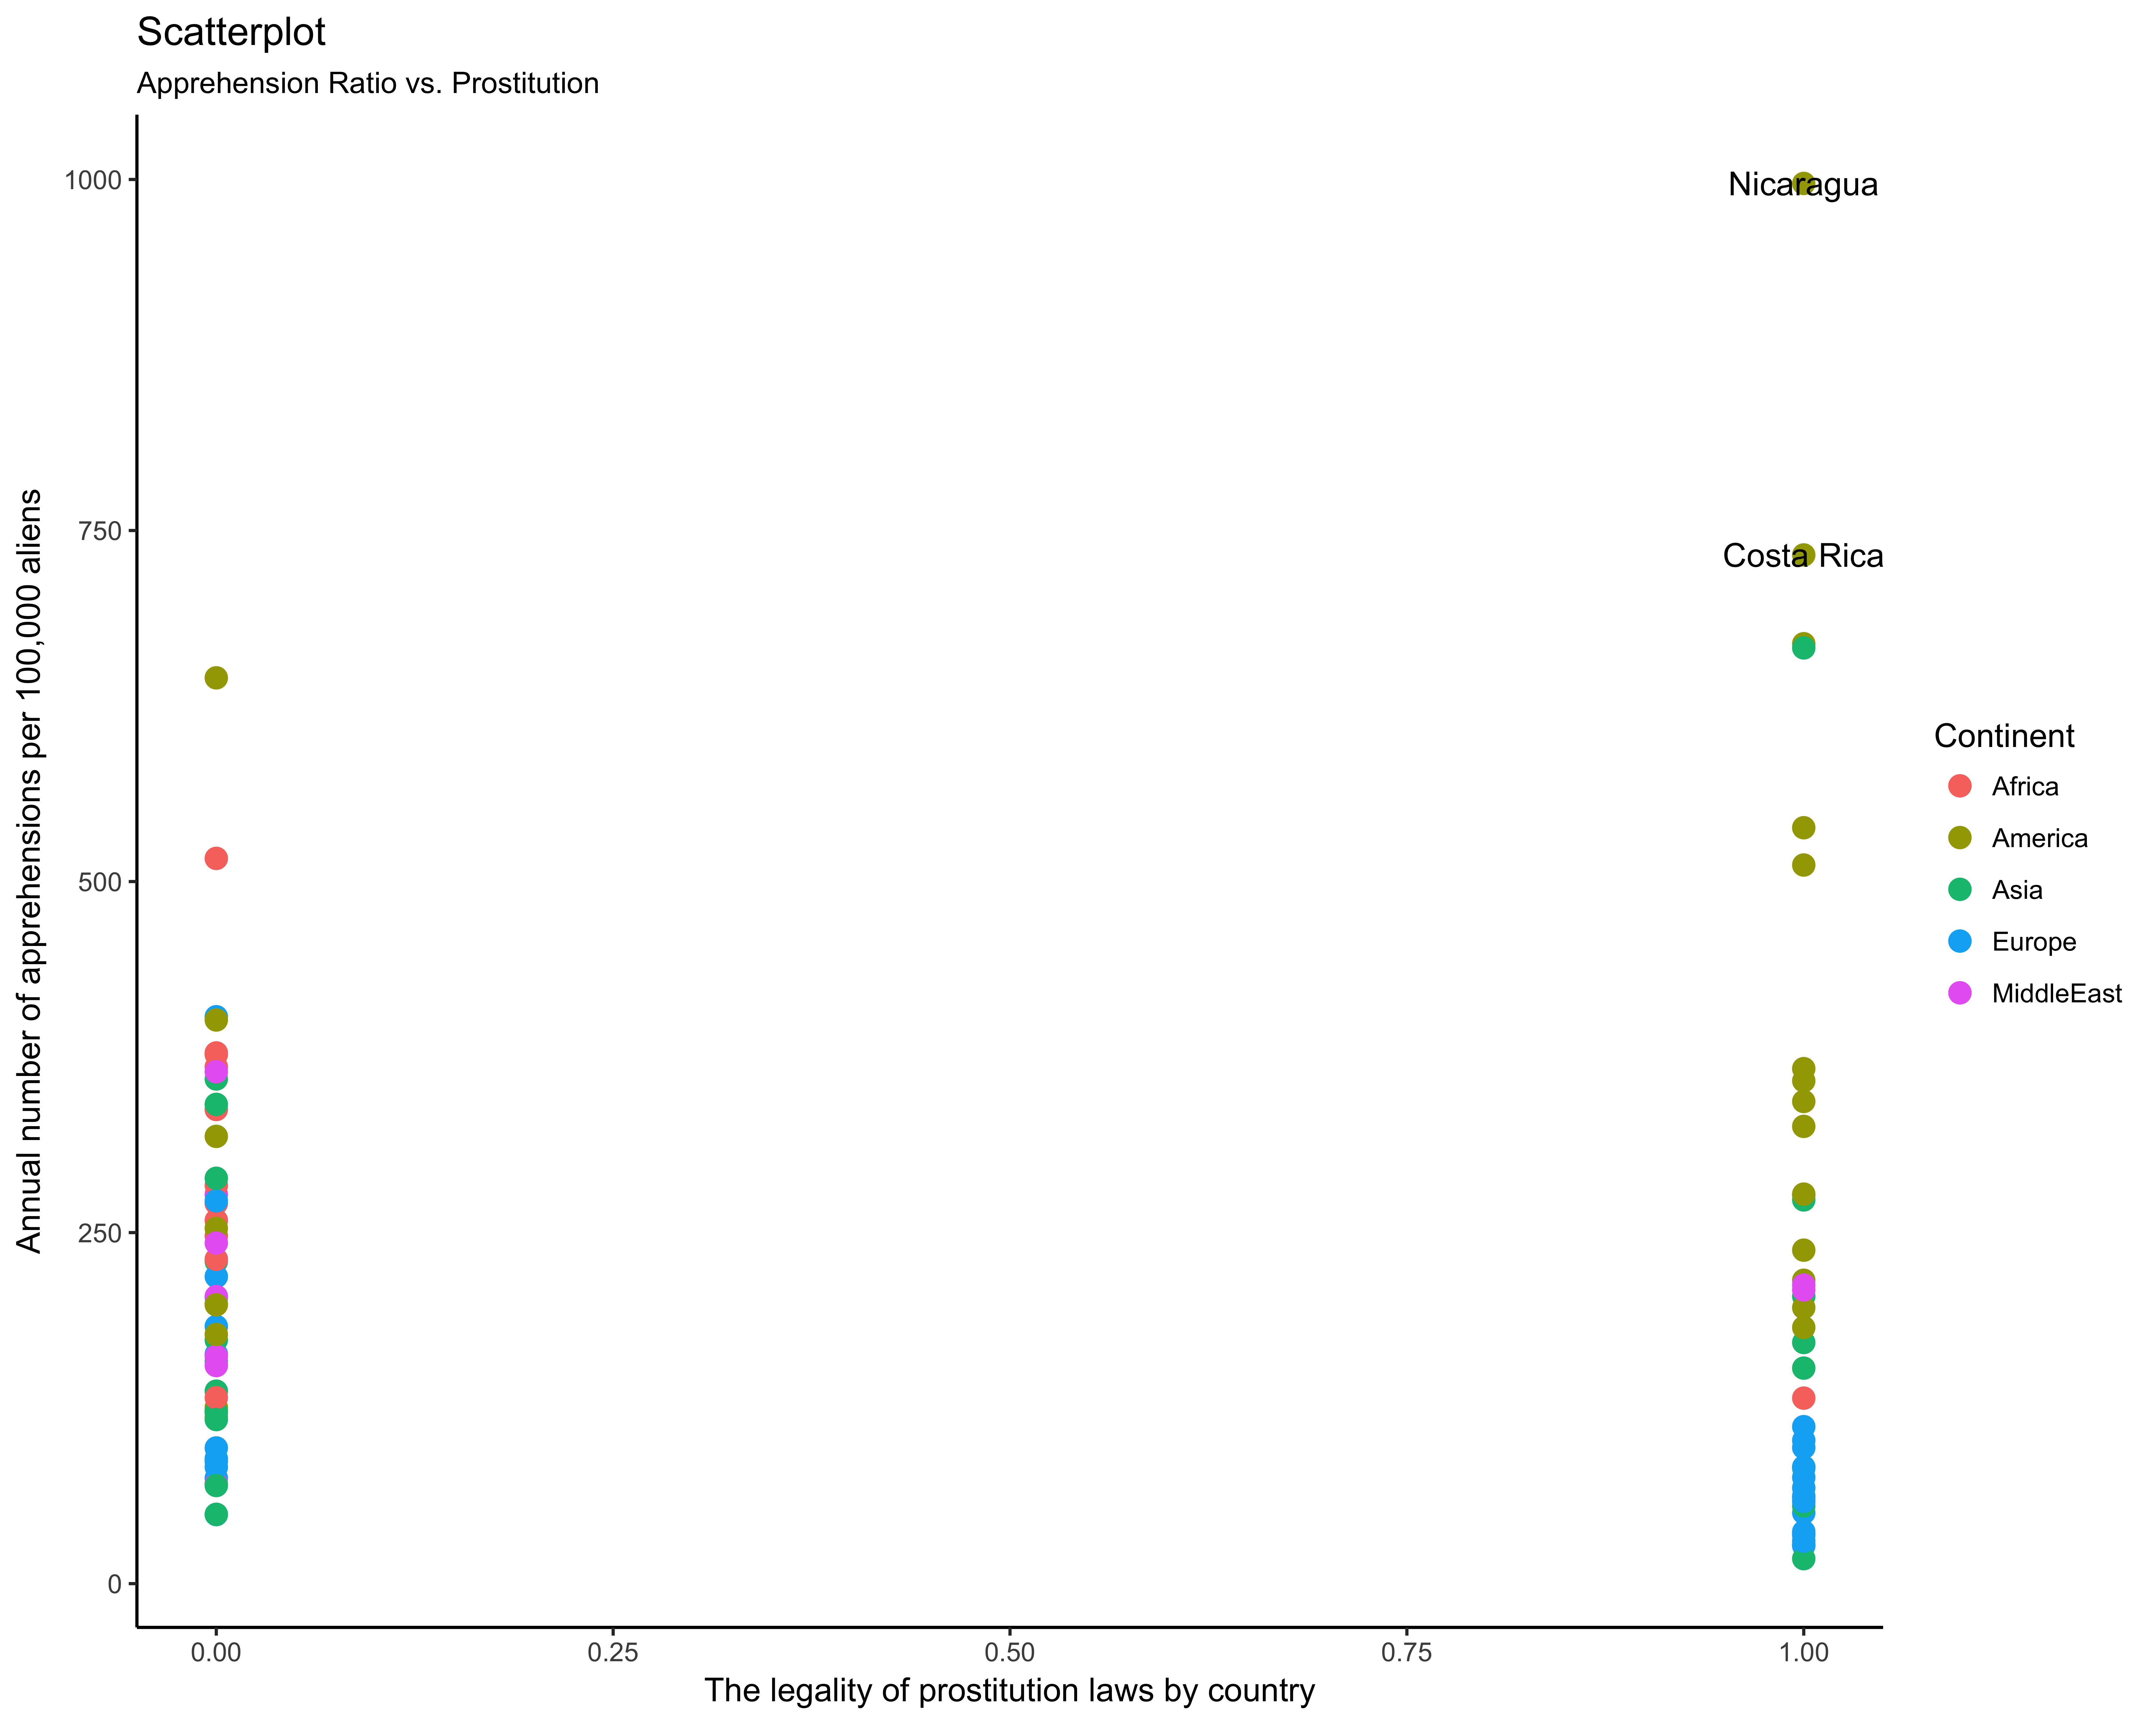 Scatterplot
Apprehension Ratio vs. Prostitution
Annual number of apprehensions per 100,000 aliens
1000
750
500
250
0
Nicaragua
Costa Rica
0.00 0.25 0.50 0.75 1.00
The legality of prostitution laws by country
Continent
Africa
America
Asia
Europe
MiddleEast